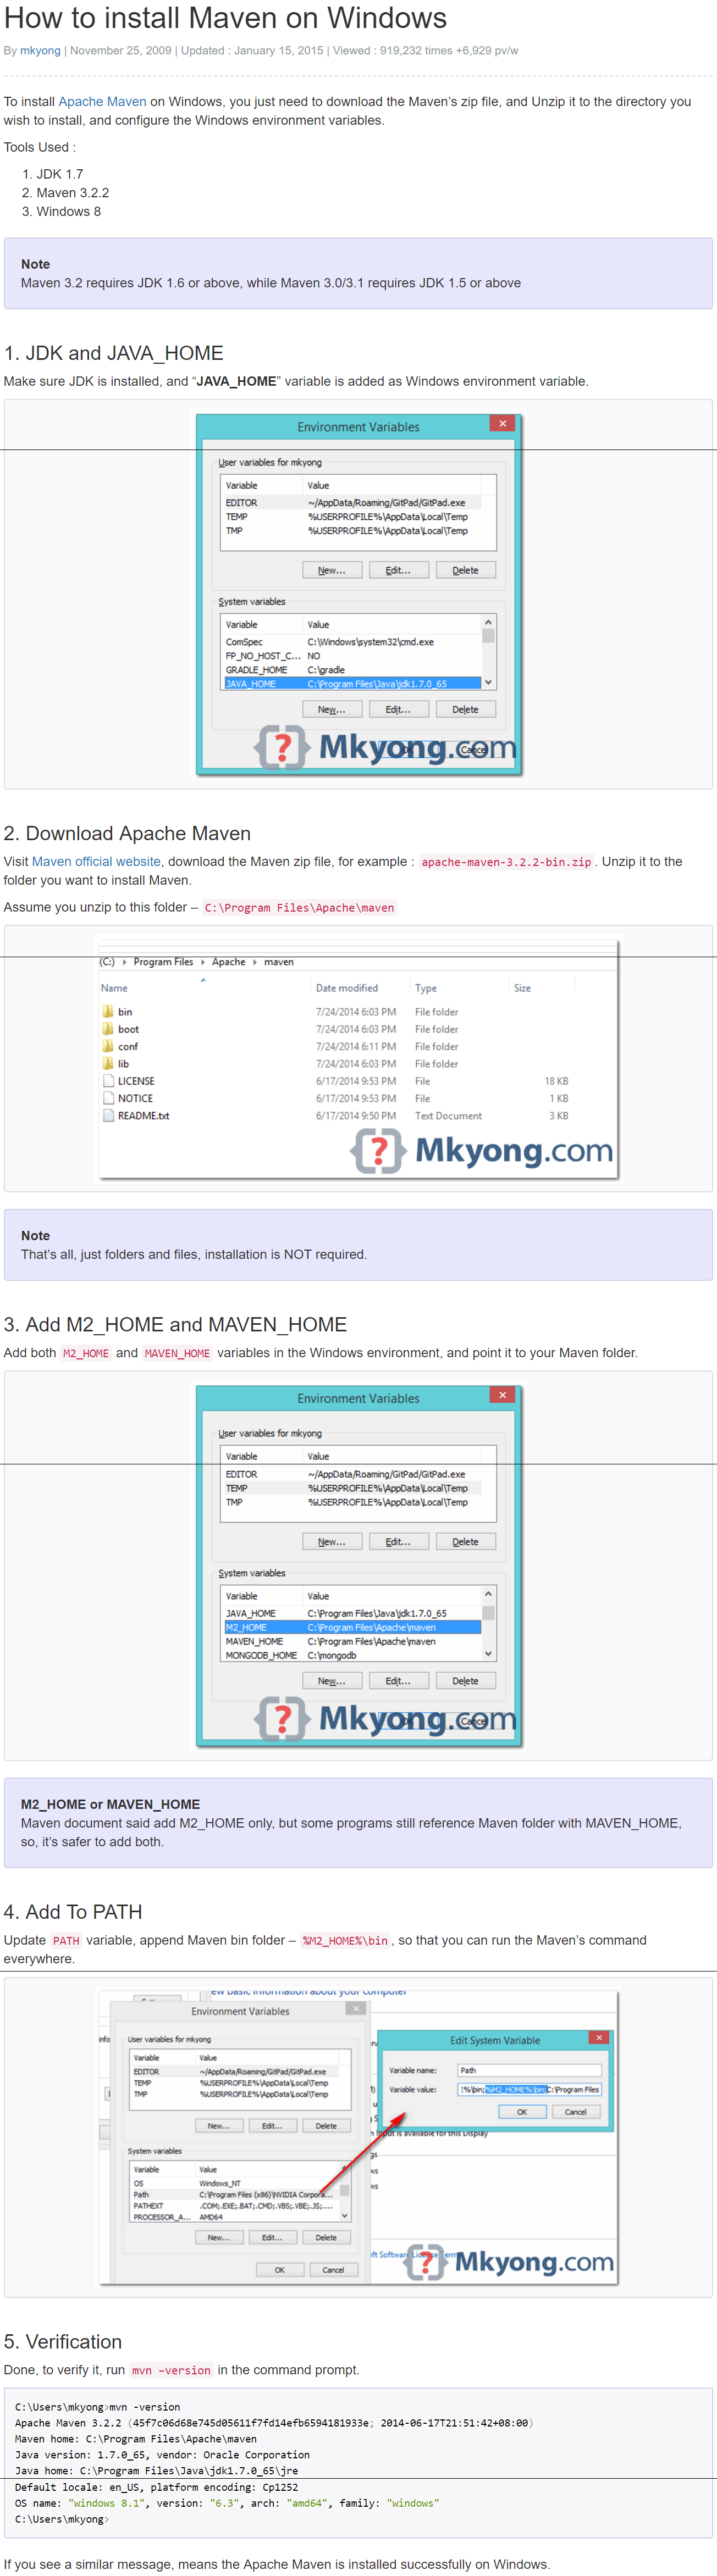 How to install Maven on Windows
By mkyong | November 25, 2009 | Updated : January 15, 2015 | Viewed : 919,232 times +6,929 pv/w
To install Apache Maven on Windows, you just need to download the Maven's zip file, and Unzip it to the directory you
wish to install, and configure the Windows environment variables.
Tools Used :
1. JDK 1.7
2. Maven 3.2.2
3. Windows 8
Note
Maven 3.2 requires JDK 1.6 or above, while Maven 3.0/3.1 requires JDK 1.5 or above
1. JDK and JAVA_HOME
Make sure JDK is installed, and “JAVA_HOME” variable is added as Windows environment variable.
Environment Variables
User variables for mkyong
Variable Value
EDITOR ~/AppData/Roaming/GitPad/GitPad.exe
TEMP %USERPROFILE%\AppData\Local\Temp
TMP %USERPROFILE%\AppData\Local\Temp
New... Edit... Delete
System variables
Variable Value
ComSpec C:\Windows\system32\cmd.exe
FP_NO_HOST_C... NO
GRADLE_HOME C:\gradle
JAVA_HOME C:\Program Files\Java\jdk1.7.0_65
New... Edit... Delete
{?} Mkyong.com
2. Download Apache Maven
Visit Maven official website, download the Maven zip file, for example : apache-maven-3.2.2-bin.zip. Unzip it to the
folder you want to install Maven.
Assume you unzip to this folder – C:\Program Files\Apache\maven
(C:) Program Files Apache maven
Name Date modified Type Size
bin 7/24/2014 6:03 PM File folder
boot 7/24/2014 6:03 PM File folder
conf 7/24/2014 6:11 PM File folder
lib 7/24/2014 6:03 PM File folder
LICENSE 6/17/2014 9:53 PM File 18 KB
NOTICE 6/17/2014 9:53 PM File 1 KB
README.txt 6/17/2014 9:50 PM Text Document 3 KB
{?} Mkyong.com
Note
That's all, just folders and files, installation is NOT required.
3. Add M2_HOME and MAVEN_HOME
Add both M2_HOME and MAVEN_HOME variables in the Windows environment, and point it to your Maven folder.
Environment Variables
User variables for mkyong
Variable Value
EDITOR ~/AppData/Roaming/GitPad/GitPad.exe
TEMP %USERPROFILE%\AppData\Local\Temp
TMP %USERPROFILE%\AppData\Local\Temp
New... Edit... Delete
System variables
Variable Value
JAVA_HOME C:\Program Files\Java\jdk1.7.0_65
M2_HOME C:\Program Files\Apache\maven
MAVEN_HOME C:\Program Files\Apache\maven
MONGODB_HOME C:\mongodb
New... Edit... Delete
{?} Mkyong.com
M2_HOME or MAVEN_HOME
Maven document said add M2_HOME only, but some programs still reference Maven folder with MAVEN_HOME,
so, it's safer to add both.
4. Add To PATH
Update PATH variable, append Maven bin folder – %M2_HOME%\bin, so that you can run the Maven's command
everywhere.
ew basic information about your computer
Environment Variables
User variables for mkyong
Variable Value
EDITOR ~/AppData/Roaming/GitPad/GitPad.exe
TEMP %USERPROFILE%\AppData\Local\Temp
TMP %USERPROFILE%\AppData\Local\Temp
New... Edit... Delete
System variables
Variable Value
OS Windows_NT
Path C:\Program Files (x86)\NVIDIA Corpora...
PATHEXT .COM;.EXE;.BAT;.CMD;.VBS;.VBE;.JS;....
PROCESSOR_A... AMD64
New... Edit... Delete
OK Cancel
Edit System Variable
Variable name: Path
Variable value: E%\bin;%M2_HOME%\bin;C:\Program Files
OK Cancel
Input is available for this Display
ft Software License Term
{?} Mkyong.com
5. Verification
Done, to verify it, run mvn –version in the command prompt.
C:\Users\mkyong>mvn -version
Apache Maven 3.2.2 (45f7c06d68e745d05611f7fd14efb6594181933e; 2014-06-17T21:51:42+08:00)
Maven home: C:\Program Files\Apache\maven
Java version: 1.7.0_65, vendor: Oracle Corporation
Java home: C:\Program Files\Java\jdk1.7.0_65\jre
Default locale: en_US, platform encoding: Cp1252
OS name: "windows 8.1", version: "6.3", arch: "amd64", family: "windows"
C:\Users\mkyong>
If you see a similar message, means the Apache Maven is installed successfully on Windows.